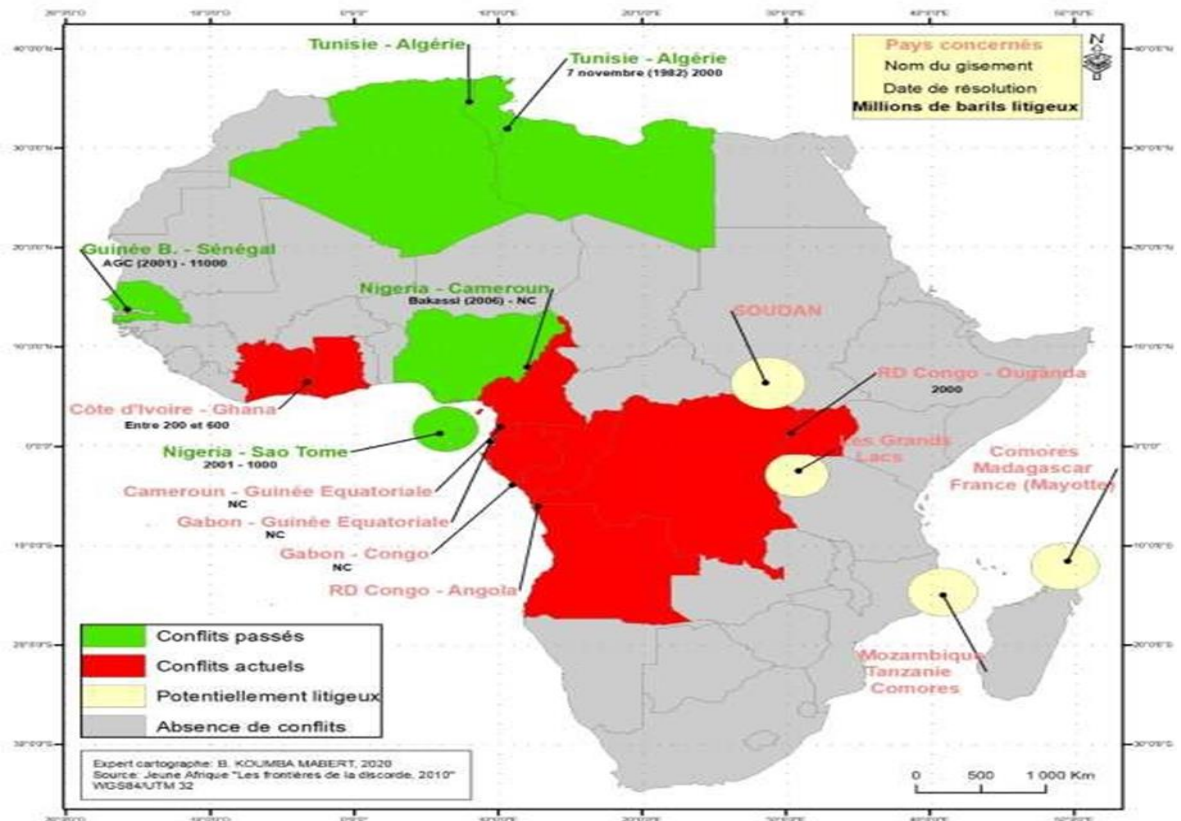 Tunisie - Algérie
Tunisie - Algérie
7 novembre (1982) 2000
Pays concernés
Nom du gisement
Date de résolution
Millions de barils litigeux
N
Guinée B. - Sénégal
AGC (2001) - 11000
Nigeria - Cameroun
Bakassi (2006) - NC
SOUDAN
RD Congo - Ouganda
2000
Côte d'Ivoire - Ghana
Entre 200 et 600
Les Grands
Lacs
Nigeria - Sao Tome
2001 - 1000
Comores
Madagascar
France (Mayotte)
Cameroun - Guinée Equatoriale
NC
Gabon - Guinée Equatoriale
NC
Gabon - Congo
NC
RD Congo - Angola
Mozambique
Tanzanie
Comores
Conflits passés
Conflits actuels
Potentiellement litigeux
Absence de conflits
Expert cartographe: B. KOUMBA MABERT, 2020
Source: Jeune Afrique "Les frontières de la discorde, 2010"
WGS84/UTM 32
0 500 1 000 Km